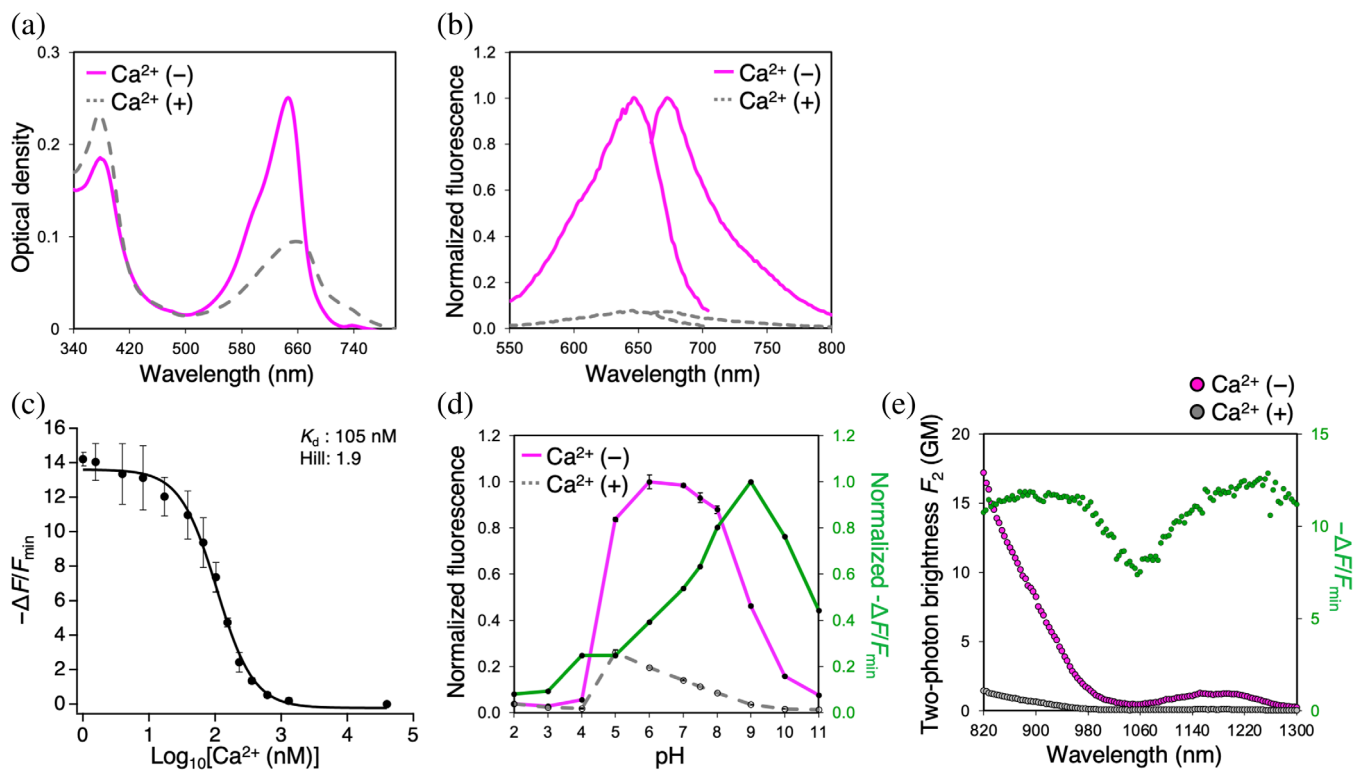 (a)
0.3
0.2
0.1
0
Optical density
Ca²⁺ (−)
Ca²⁺ (+)
340 420 500 580 660 740
Wavelength (nm)
(b)
1.2
1.0
0.8
0.6
0.4
0.2
0.0
Normalized fluorescence
Ca²⁺ (−)
Ca²⁺ (+)
550 600 650 700 750 800
Wavelength (nm)
(c)
16
14
12
10
8
6
4
2
0
−ΔF/Fmin
Kd : 105 nM
Hill: 1.9
0 1 2 3 4 5
Log₁₀[Ca²⁺ (nM)]
(d)
1.2
1.0
0.8
0.6
0.4
0.2
0.0
Normalized fluorescence
Ca²⁺ (−)
Ca²⁺ (+)
1.2
1.0
0.8
0.6
0.4
0.2
0.0
Normalized -ΔF/Fmin
2 3 4 5 6 7 8 9 10 11
pH
(e)
Ca²⁺ (−)
Ca²⁺ (+)
20
15
10
5
0
Two-photon brightness F₂ (GM)
15
10
5
0
−ΔF/Fmin
820 900 980 1060 1140 1220 1300
Wavelength (nm)